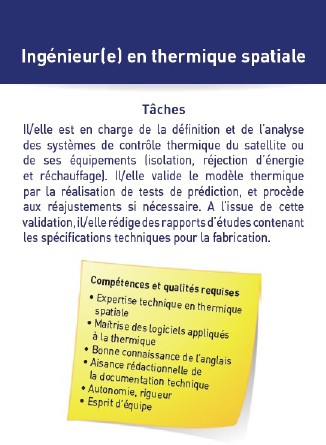 Ingénieur(e) en thermique spatiale
Tâches
Il/elle est en charge de la définition et de l'analyse
des systèmes de contrôle thermique du satellite ou
de ses équipements (isolation, réjection d'énergie
et réchauffage). Il/elle valide le modèle thermique
par la réalisation de tests de prédiction, et procède
aux réajustements si nécessaire. A l'issue de cette
validation, il/elle rédige des rapports d'études contenant
les spécifications techniques pour la fabrication.
Compétences et qualités requises
• Expertise technique en thermique
spatiale
• Maîtrise des logiciels appliqués
à la thermique
• Bonne connaissance de l'anglais
• Aisance rédactionnelle de
la documentation technique
• Autonomie, rigueur
• Esprit d'équipe